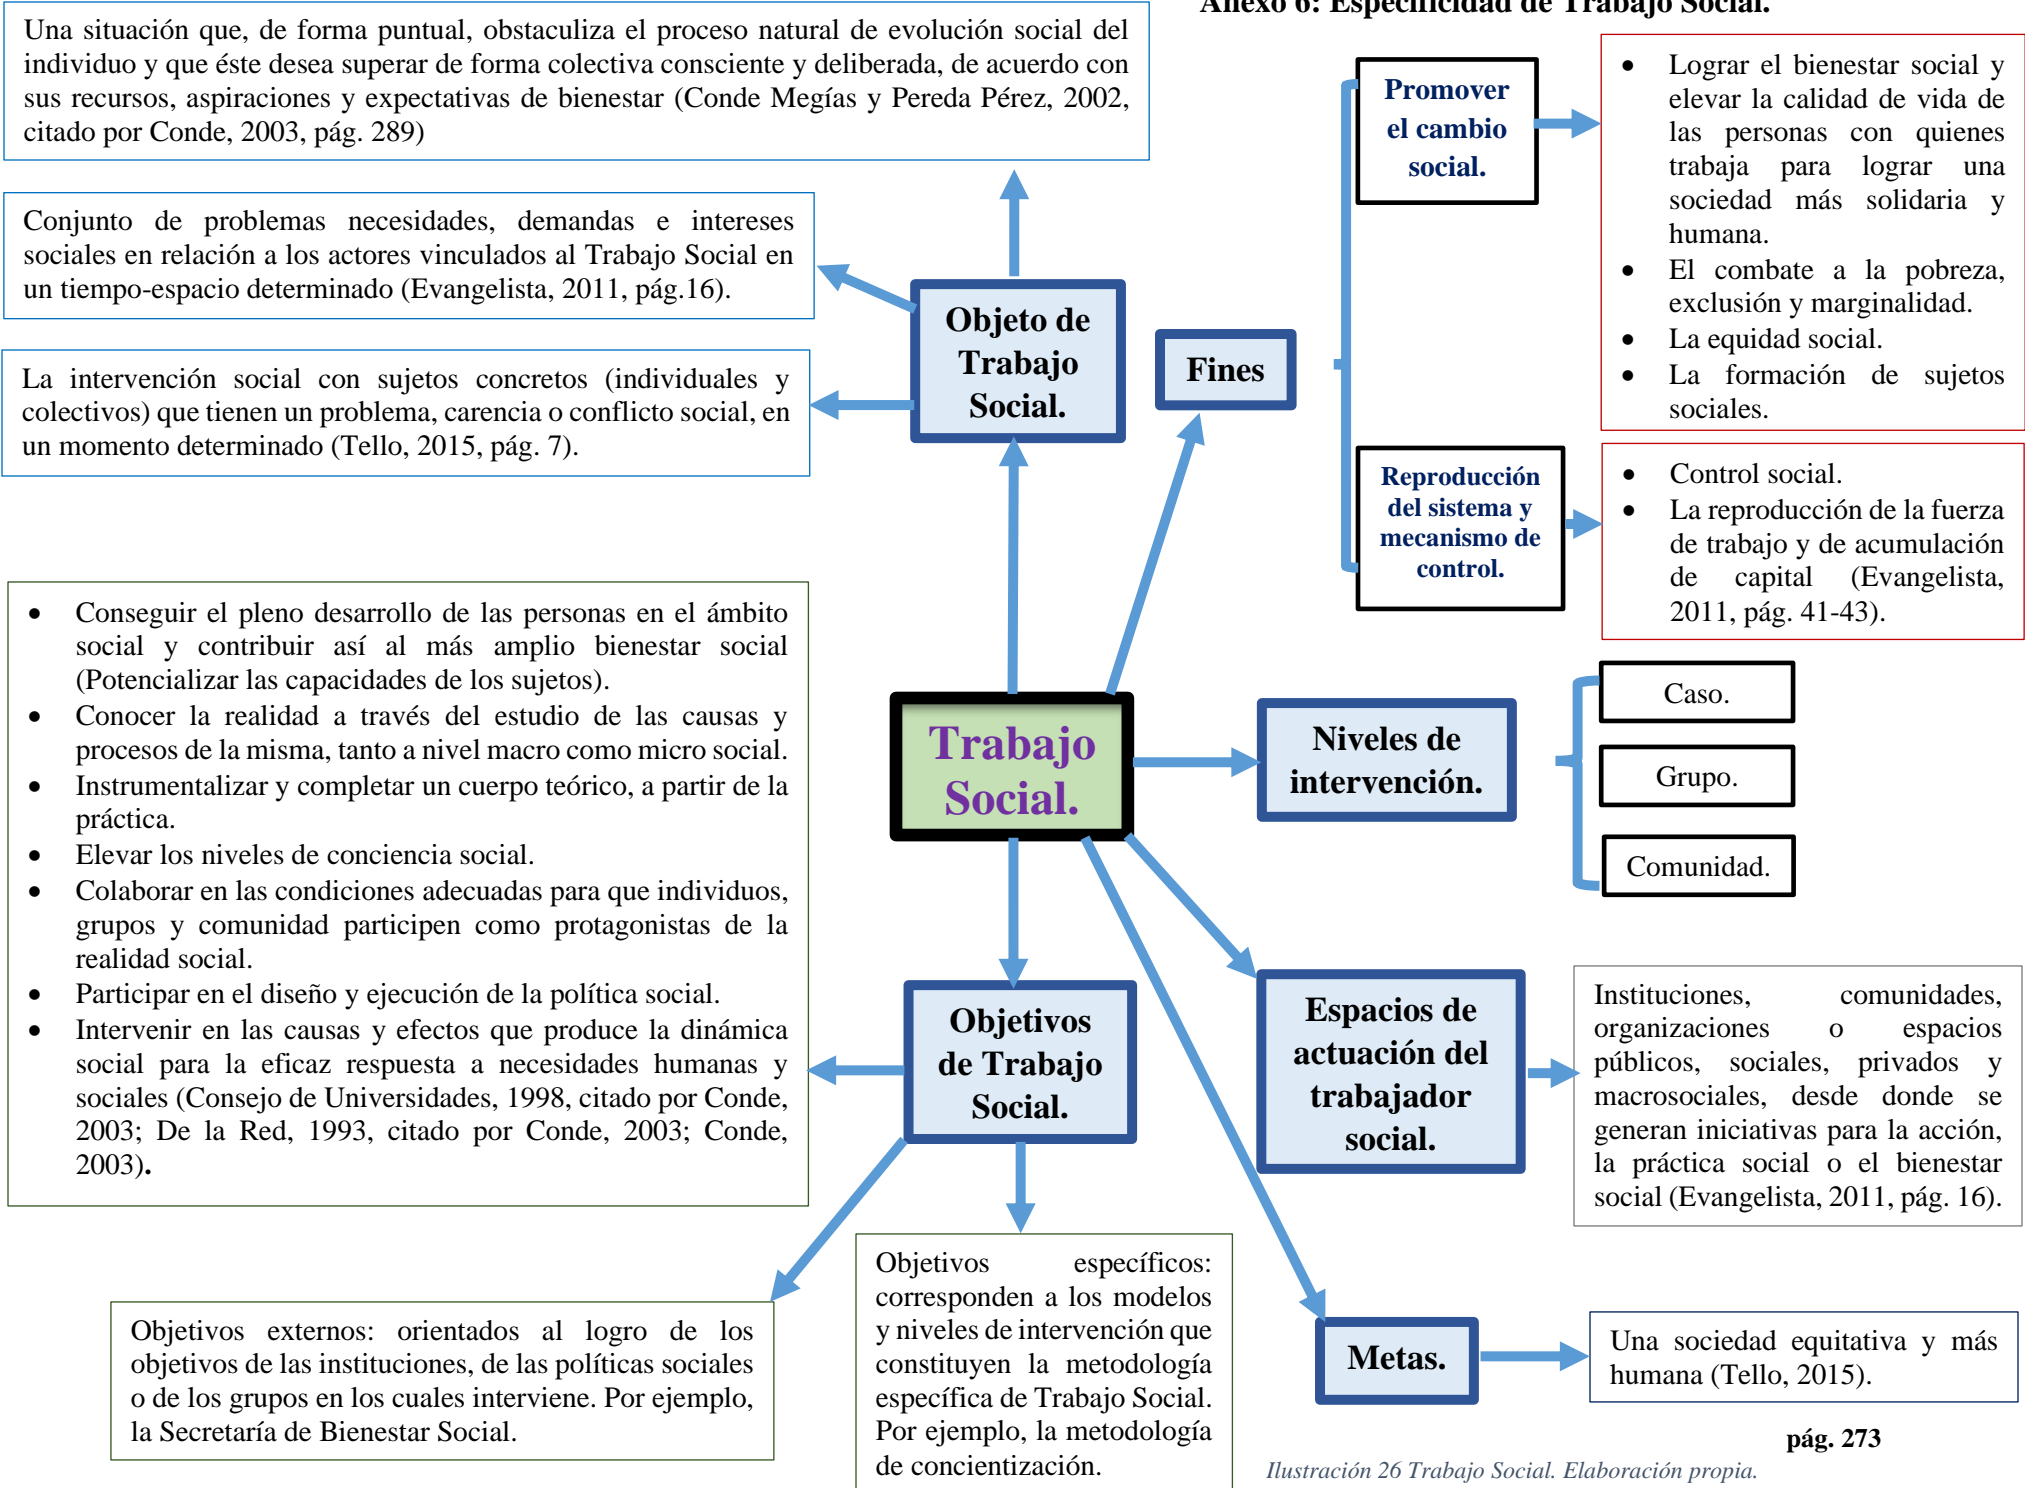 Anexo 6: Especificidad de Trabajo Social.
Una situación que, de forma puntual, obstaculiza el proceso natural de evolución social del
individuo y que éste desea superar de forma colectiva consciente y deliberada, de acuerdo con
sus recursos, aspiraciones y expectativas de bienestar (Conde Megías y Pereda Pérez, 2002,
citado por Conde, 2003, pág. 289)
Conjunto de problemas necesidades, demandas e intereses
sociales en relación a los actores vinculados al Trabajo Social en
un tiempo-espacio determinado (Evangelista, 2011, pág.16).
La intervención social con sujetos concretos (individuales y
colectivos) que tienen un problema, carencia o conflicto social, en
un momento determinado (Tello, 2015, pág. 7).
Objeto de
Trabajo
Social.
Fines
Promover
el cambio
social.
• Lograr el bienestar social y
elevar la calidad de vida de
las personas con quienes
trabaja para lograr una
sociedad más solidaria y
humana.
• El combate a la pobreza,
exclusión y marginalidad.
• La equidad social.
• La formación de sujetos
sociales.
Reproducción
del sistema y
mecanismo de
control.
• Control social.
• La reproducción de la fuerza
de trabajo y de acumulación
de capital (Evangelista,
2011, pág. 41-43).
Trabajo
Social.
Niveles de
intervención.
Caso.
Grupo.
Comunidad.
• Conseguir el pleno desarrollo de las personas en el ámbito
social y contribuir así al más amplio bienestar social
(Potencializar las capacidades de los sujetos).
• Conocer la realidad a través del estudio de las causas y
procesos de la misma, tanto a nivel macro como micro social.
• Instrumentalizar y completar un cuerpo teórico, a partir de la
práctica.
• Elevar los niveles de conciencia social.
• Colaborar en las condiciones adecuadas para que individuos,
grupos y comunidad participen como protagonistas de la
realidad social.
• Participar en el diseño y ejecución de la política social.
• Intervenir en las causas y efectos que produce la dinámica
social para la eficaz respuesta a necesidades humanas y
sociales (Consejo de Universidades, 1998, citado por Conde,
2003; De la Red, 1993, citado por Conde, 2003; Conde,
2003).
Objetivos
de Trabajo
Social.
Espacios de
actuación del
trabajador
social.
Instituciones, comunidades,
organizaciones o espacios
públicos, sociales, privados y
macrosociales, desde donde se
generan iniciativas para la acción,
la práctica social o el bienestar
social (Evangelista, 2011, pág. 16).
Objetivos externos: orientados al logro de los
objetivos de las instituciones, de las políticas sociales
o de los grupos en los cuales interviene. Por ejemplo,
la Secretaría de Bienestar Social.
Objetivos específicos:
corresponden a los modelos
y niveles de intervención que
constituyen la metodología
específica de Trabajo Social.
Por ejemplo, la metodología
de concientización.
Metas.
Una sociedad equitativa y más
humana (Tello, 2015).
pág. 273
Ilustración 26 Trabajo Social. Elaboración propia.